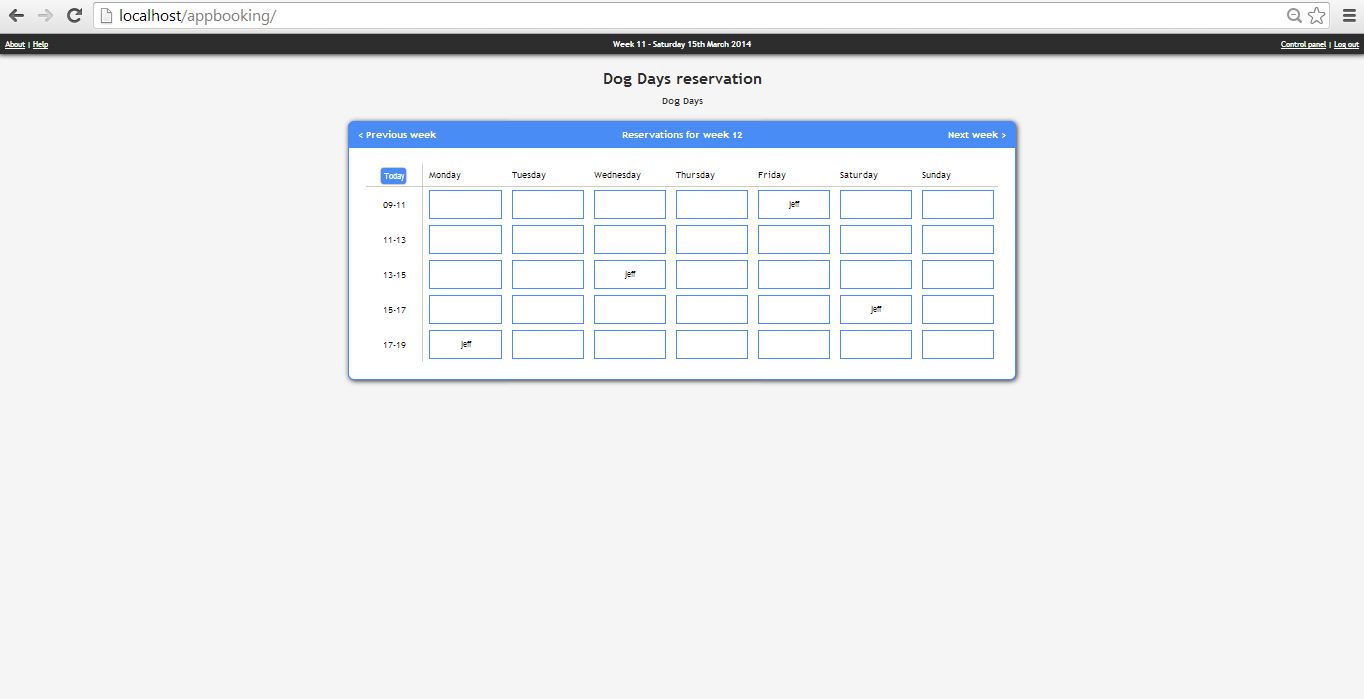 localhost/appbooking/
About | Help Week 11 - Saturday 15th March 2014 Control panel | Log out
Dog Days reservation
Dog Days
< Previous week Reservations for week 12 Next week >
Today Monday Tuesday Wednesday Thursday Friday Saturday Sunday
09-11 jeff
11-13
13-15 jeff
15-17 jeff
17-19 jeff